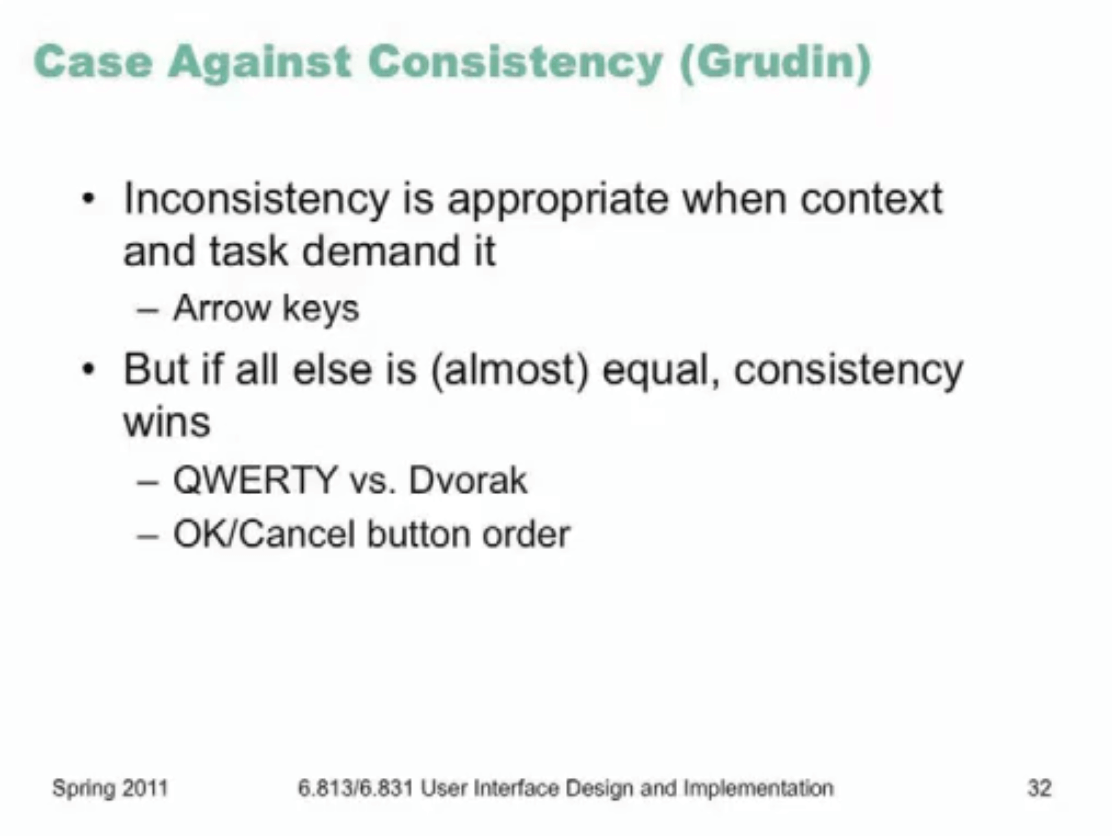 Case Against Consistency (Grudin)
• Inconsistency is appropriate when context
and task demand it
– Arrow keys
• But if all else is (almost) equal, consistency
wins
– QWERTY vs. Dvorak
– OK/Cancel button order
Spring 2011 6.813/6.831 User Interface Design and Implementation 32